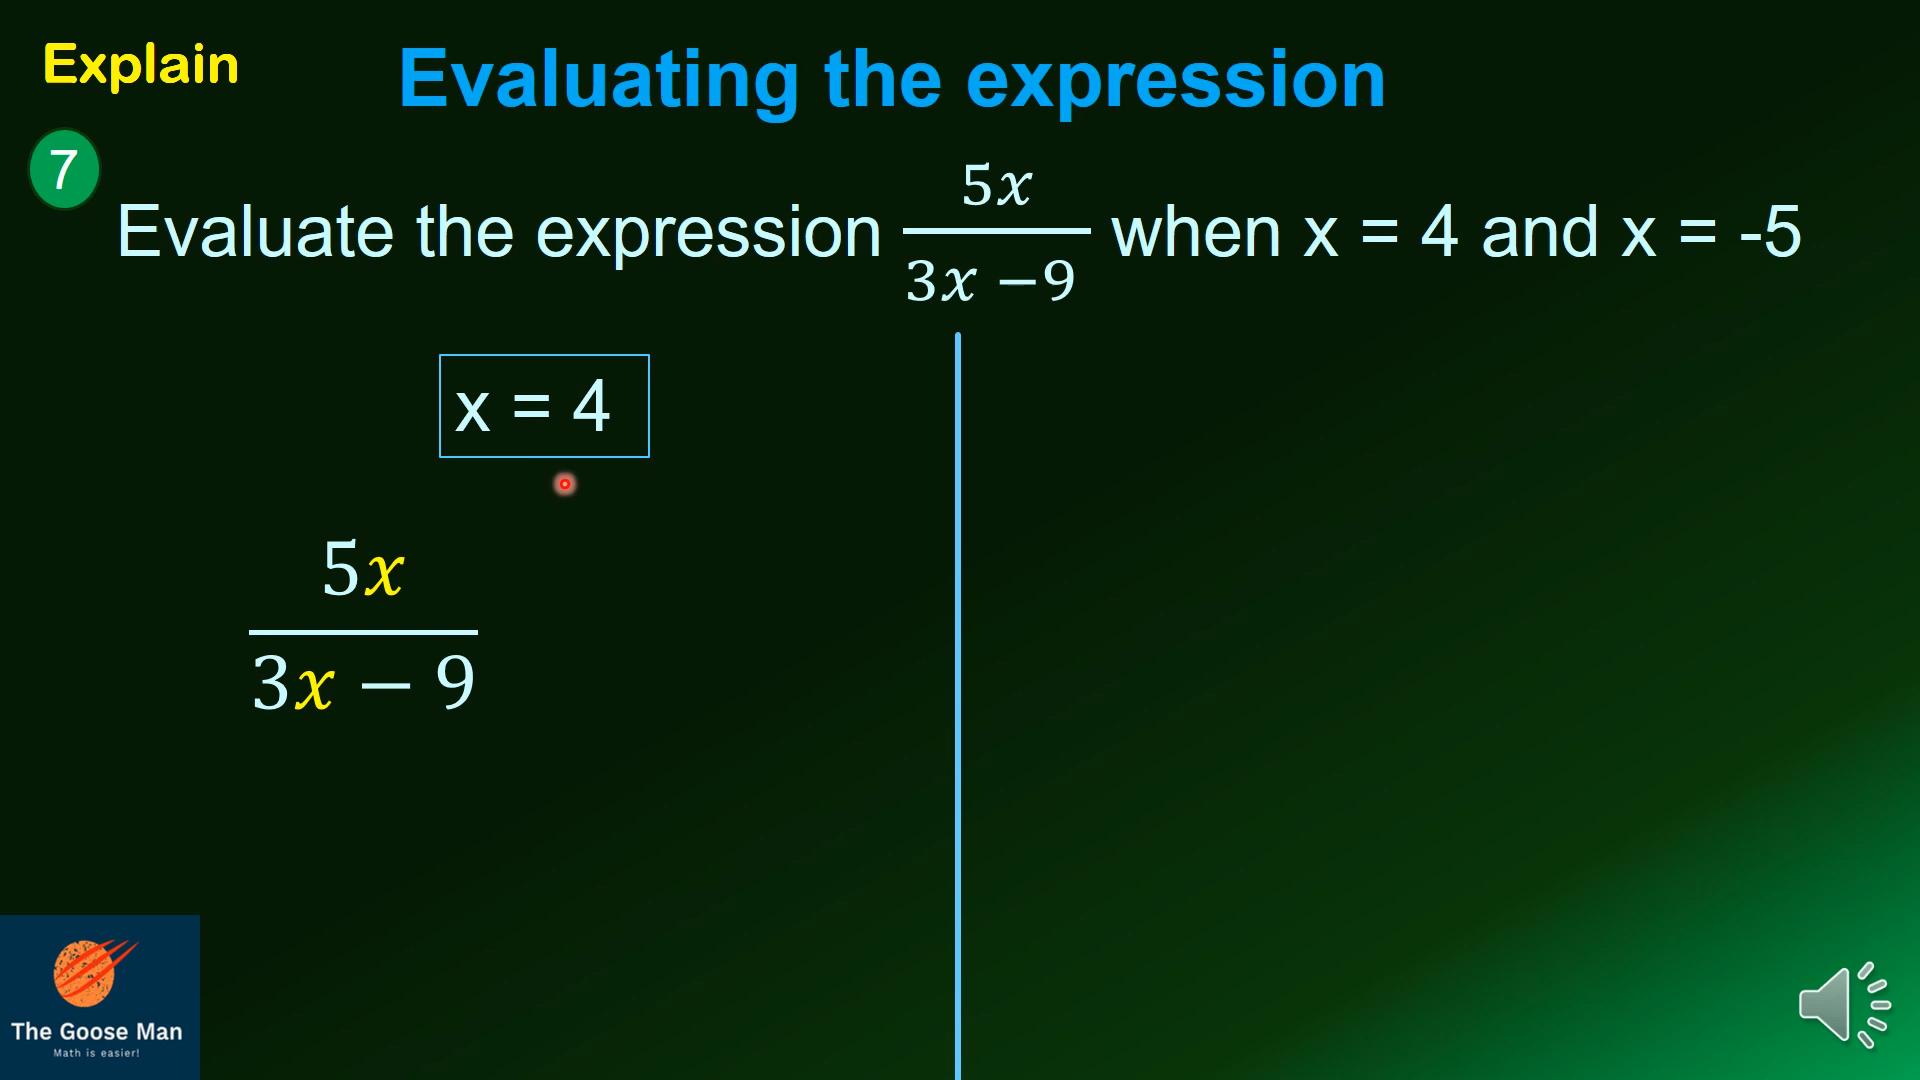 Explain
Evaluating the expression
7
Evaluate the expression 5x / 3x −9 when x = 4 and x = -5
x = 4
5x
3x − 9
The Goose Man
Math is easier!